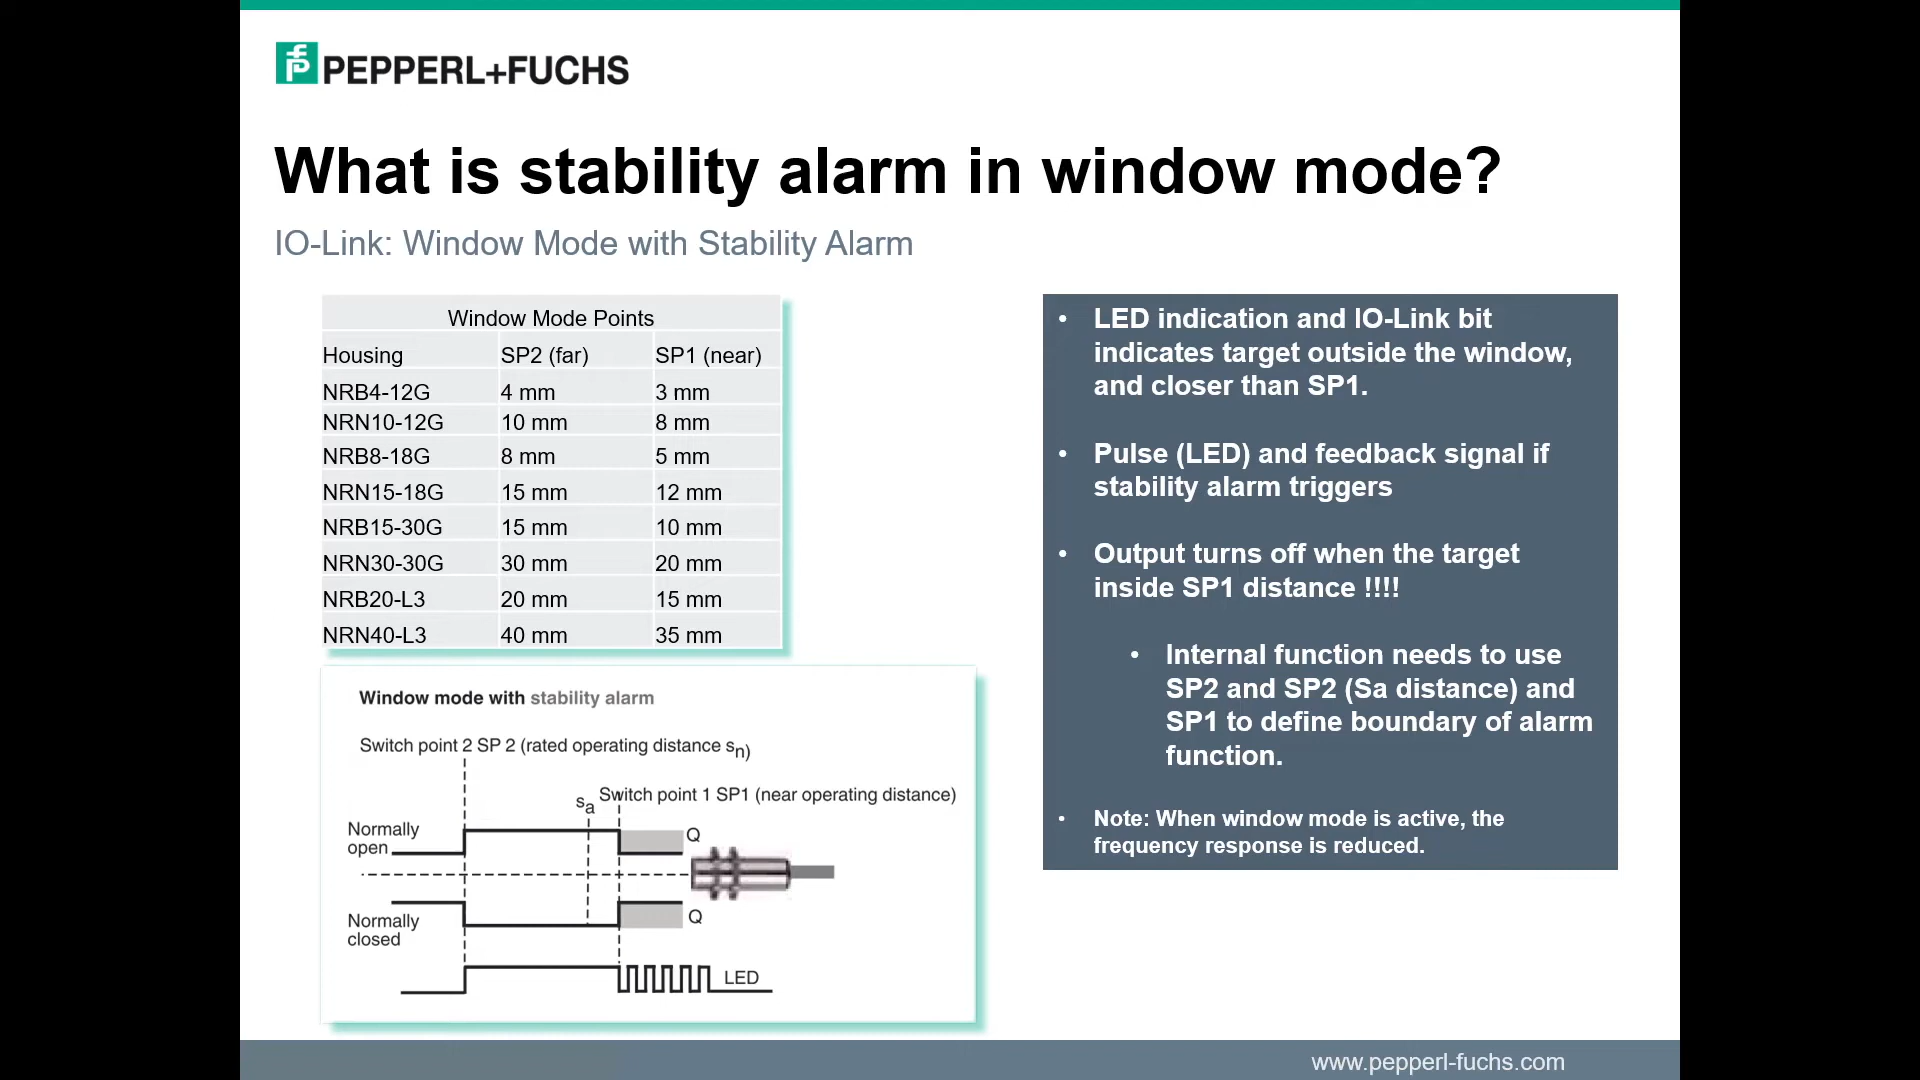 PEPPERL+FUCHS
What is stability alarm in window mode?
IO-Link: Window Mode with Stability Alarm
Window Mode Points
Housing SP2 (far) SP1 (near)
NRB4-12G 4 mm 3 mm
NRN10-12G 10 mm 8 mm
NRB8-18G 8 mm 5 mm
NRN15-18G 15 mm 12 mm
NRB15-30G 15 mm 10 mm
NRN30-30G 30 mm 20 mm
NRB20-L3 20 mm 15 mm
NRN40-L3 40 mm 35 mm
Window mode with stability alarm
Switch point 2 SP 2 (rated operating distance sn)
sa Switch point 1 SP1 (near operating distance)
Normally
open
Q
Normally
closed
Q
LED
• LED indication and IO-Link bit
indicates target outside the window,
and closer than SP1.
• Pulse (LED) and feedback signal if
stability alarm triggers
• Output turns off when the target
inside SP1 distance !!!!
• Internal function needs to use
SP2 and SP2 (Sa distance) and
SP1 to define boundary of alarm
function.
• Note: When window mode is active, the
frequency response is reduced.
www.pepperl-fuchs.com